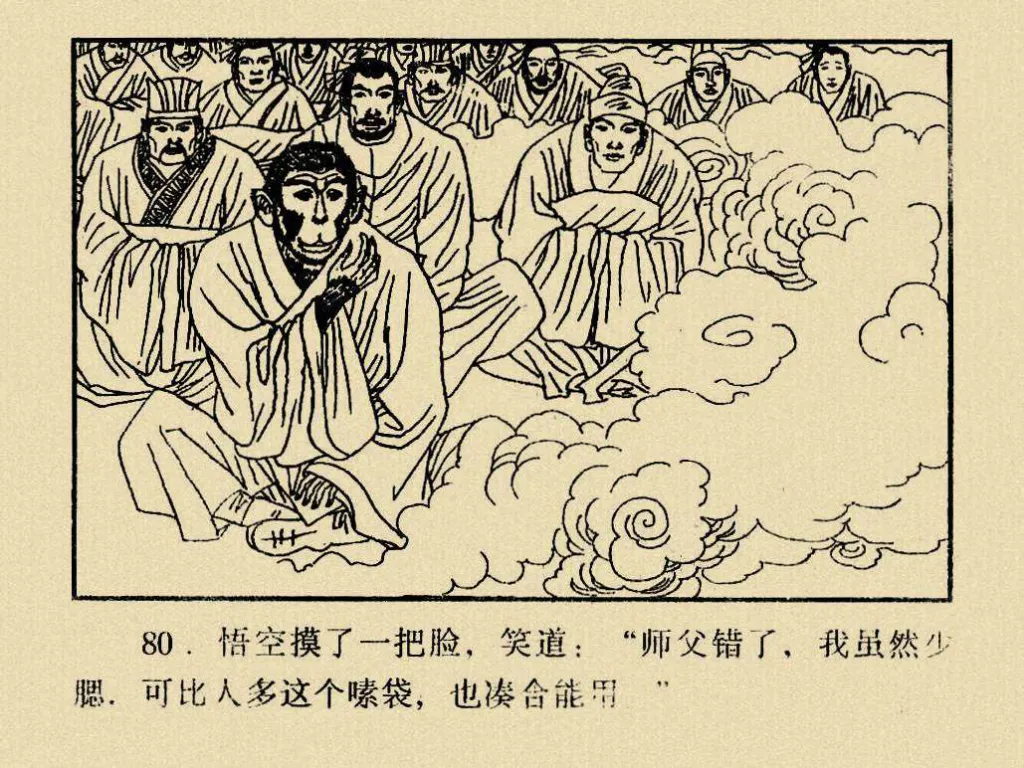 80．悟空摸了一把脸，笑道：“师父错了，我虽然少
腮．可比人多这个嗉袋，也凑合能用 ”